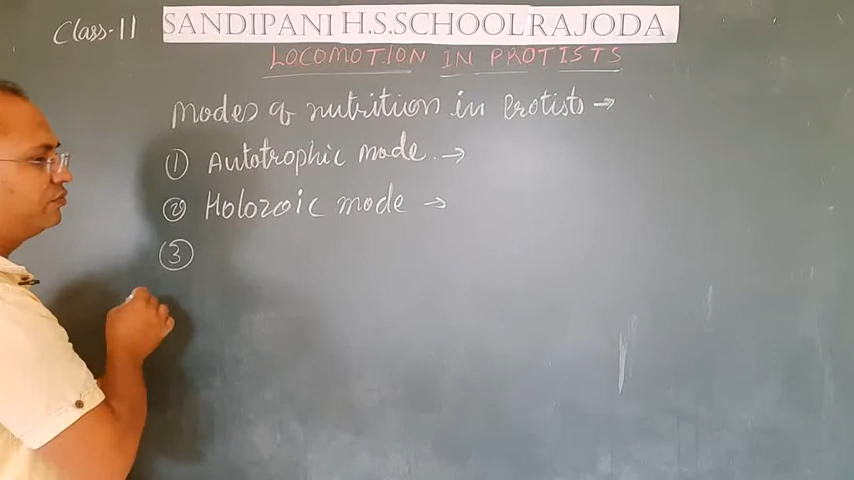 Class-11 SANDIPANI H.S.SCHOOL RAJODA
LOCOMOTION IN PROTISTS
Modes of nutrition in Protists →
① Autotrophic mode →
② Holozoic mode →
③